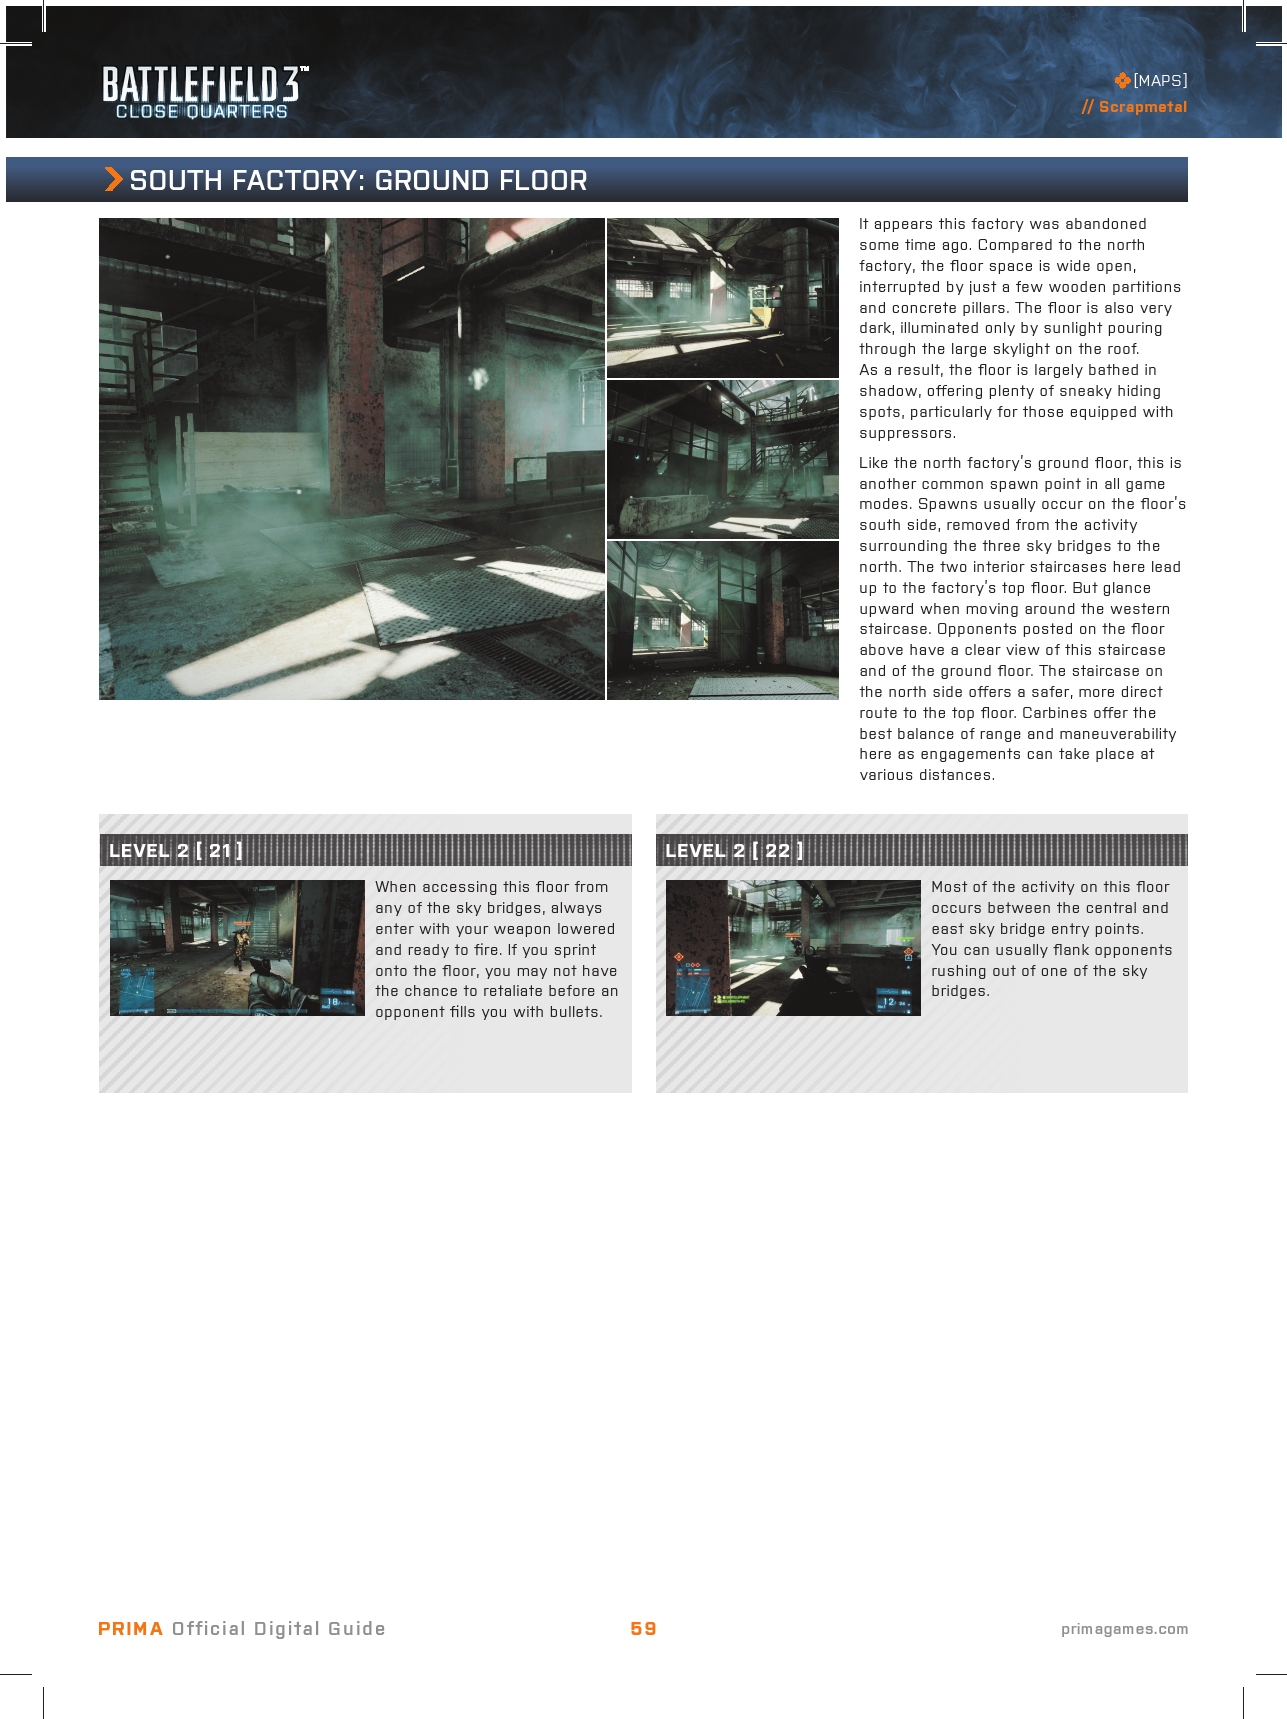 BATTLEFIELD 3™
CLOSE QUARTERS
[MAPS]
// Scrapmetal
SOUTH FACTORY: GROUND FLOOR
It appears this factory was abandoned
some time ago. Compared to the north
factory, the floor space is wide open,
interrupted by just a few wooden partitions
and concrete pillars. The floor is also very
dark, illuminated only by sunlight pouring
through the large skylight on the roof.
As a result, the floor is largely bathed in
shadow, offering plenty of sneaky hiding
spots, particularly for those equipped with
suppressors.
Like the north factory's ground floor, this is
another common spawn point in all game
modes. Spawns usually occur on the floor's
south side, removed from the activity
surrounding the three sky bridges to the
north. The two interior staircases here lead
up to the factory's top floor. But glance
upward when moving around the western
staircase. Opponents posted on the floor
above have a clear view of this staircase
and of the ground floor. The staircase on
the north side offers a safer, more direct
route to the top floor. Carbines offer the
best balance of range and maneuverability
here as engagements can take place at
various distances.
LEVEL 2 [ 21 ]
When accessing this floor from
any of the sky bridges, always
enter with your weapon lowered
and ready to fire. If you sprint
onto the floor, you may not have
the chance to retaliate before an
opponent fills you with bullets.
18
LEVEL 2 [ 22 ]
Most of the activity on this floor
occurs between the central and
east sky bridge entry points.
You can usually flank opponents
rushing out of one of the sky
bridges.
12
PRIMA Official Digital Guide
59
primagames.com